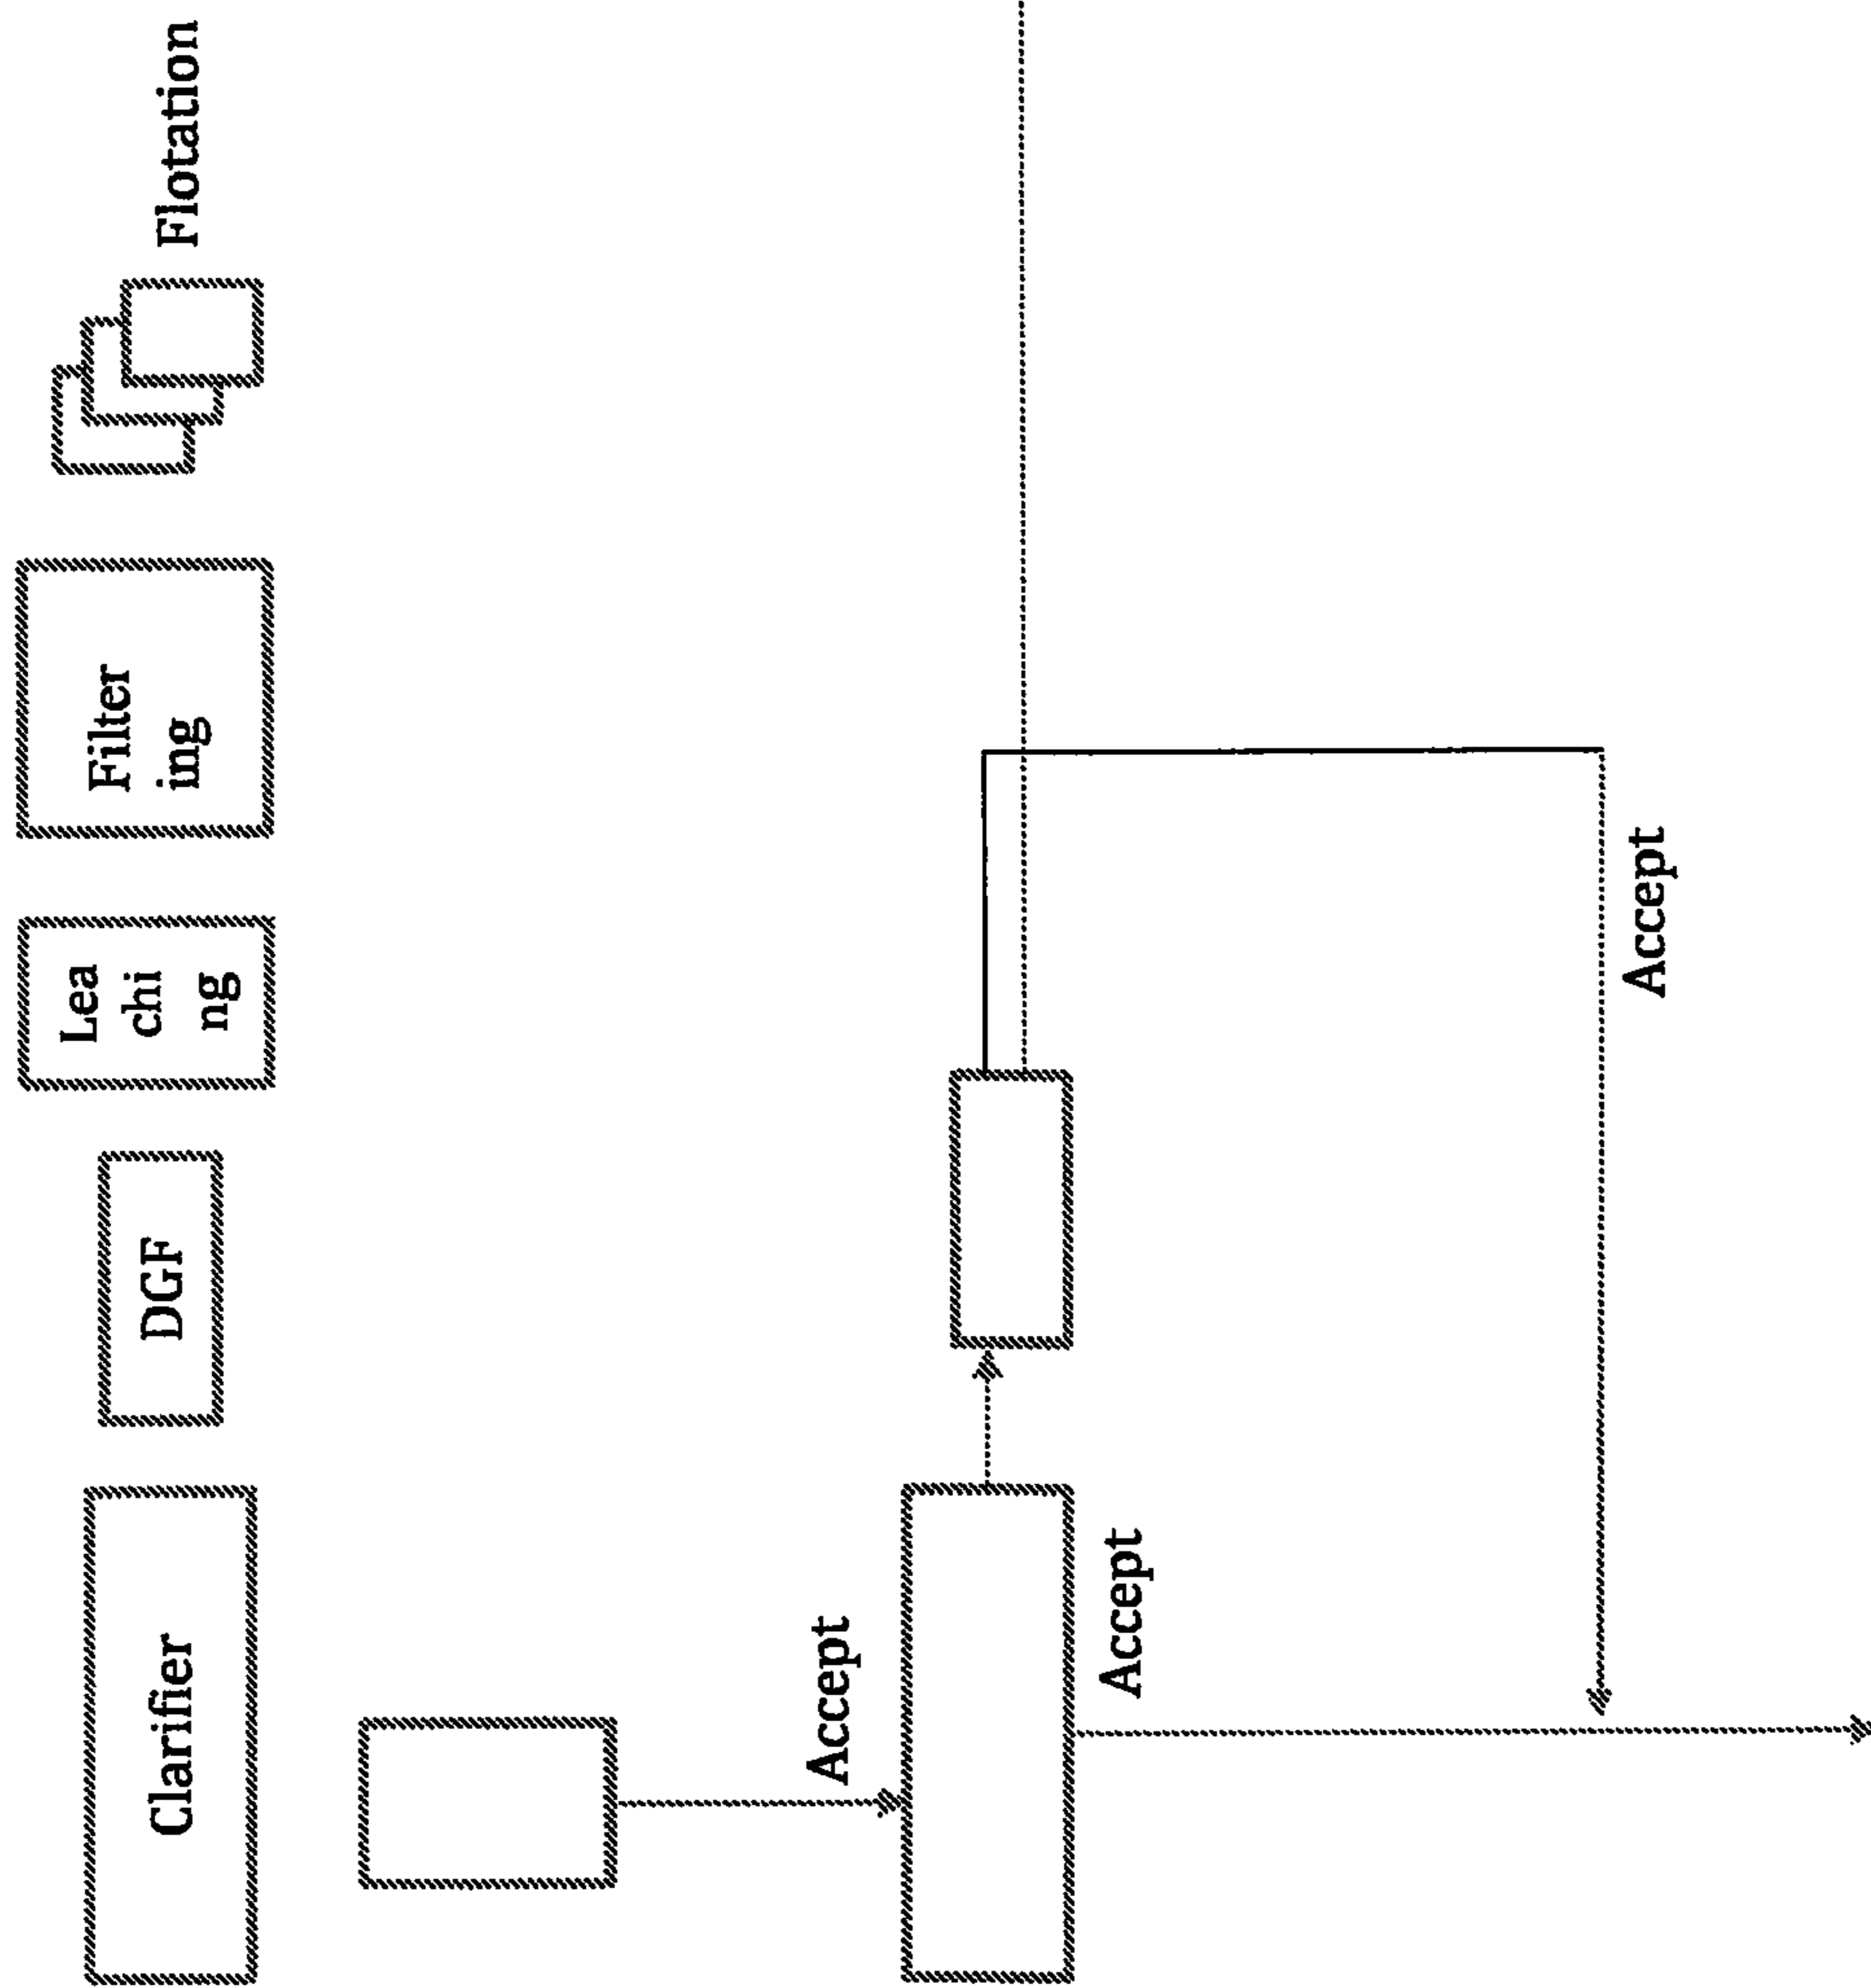 Clarifier
DGF
Lea
chi
ng
Filter
ing
Flotation
Accept
Accept
Accept